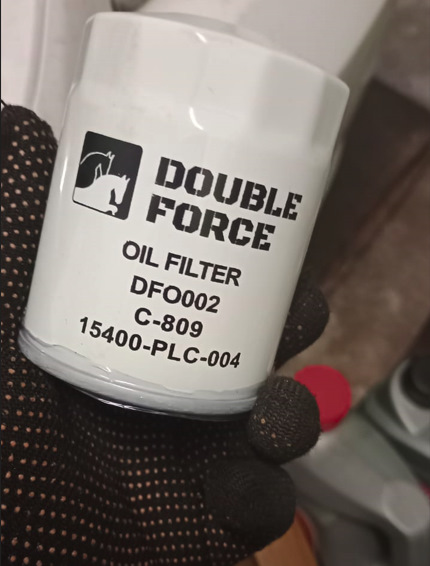 DOUBLE
FORCE
OIL FILTER
DFO002
C-809
15400-PLC-004